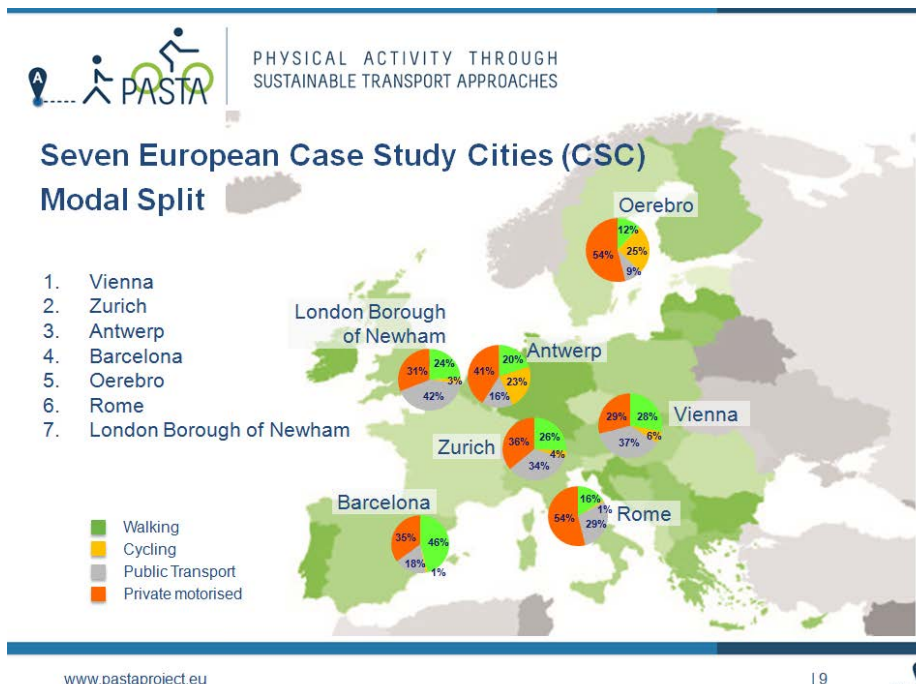 A
PASTA
PHYSICAL ACTIVITY THROUGH
SUSTAINABLE TRANSPORT APPROACHES
Seven European Case Study Cities (CSC)
Modal Split
1. Vienna
2. Zurich
3. Antwerp
4. Barcelona
5. Oerebro
6. Rome
7. London Borough of Newham
Oerebro
12%
25%
9%
54%
London Borough
of Newham
24%
3%
42%
31%
Antwerp
20%
23%
16%
41%
Vienna
28%
6%
37%
29%
Zurich
26%
4%
34%
36%
Rome
16%
1%
29%
54%
Barcelona
46%
1%
18%
35%
Walking
Cycling
Public Transport
Private motorised
www.pastaproject.eu
| 9